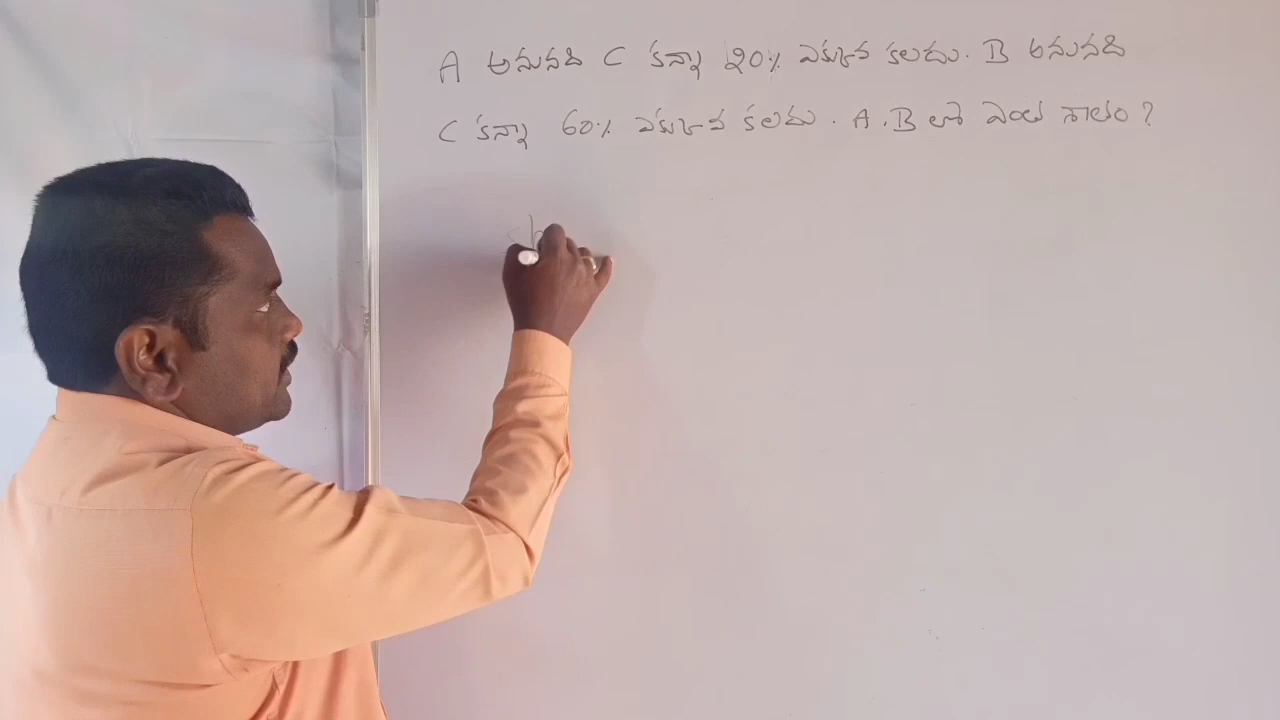 A అనునది C కన్నా 20% ఎక్కువ కలదు. B అనునది
C కన్నా 60% ఎక్కువ కలదు. A, B లో ఎంత శాతం?